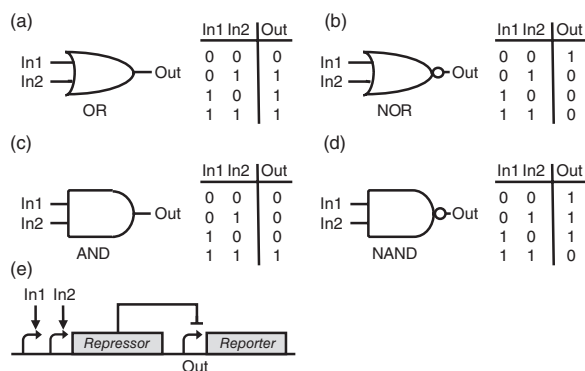 (a)
In1
In2
Out
OR
In1 In2 Out
0 0 0
0 1 1
1 0 1
1 1 1
(b)
In1
In2
Out
NOR
In1 In2 Out
0 0 1
0 1 0
1 0 0
1 1 0
(c)
In1
In2
Out
AND
In1 In2 Out
0 0 0
0 1 0
1 0 0
1 1 1
(d)
In1
In2
Out
NAND
In1 In2 Out
0 0 1
0 1 1
1 0 1
1 1 0
(e)
In1 In2
Repressor
Reporter
Out